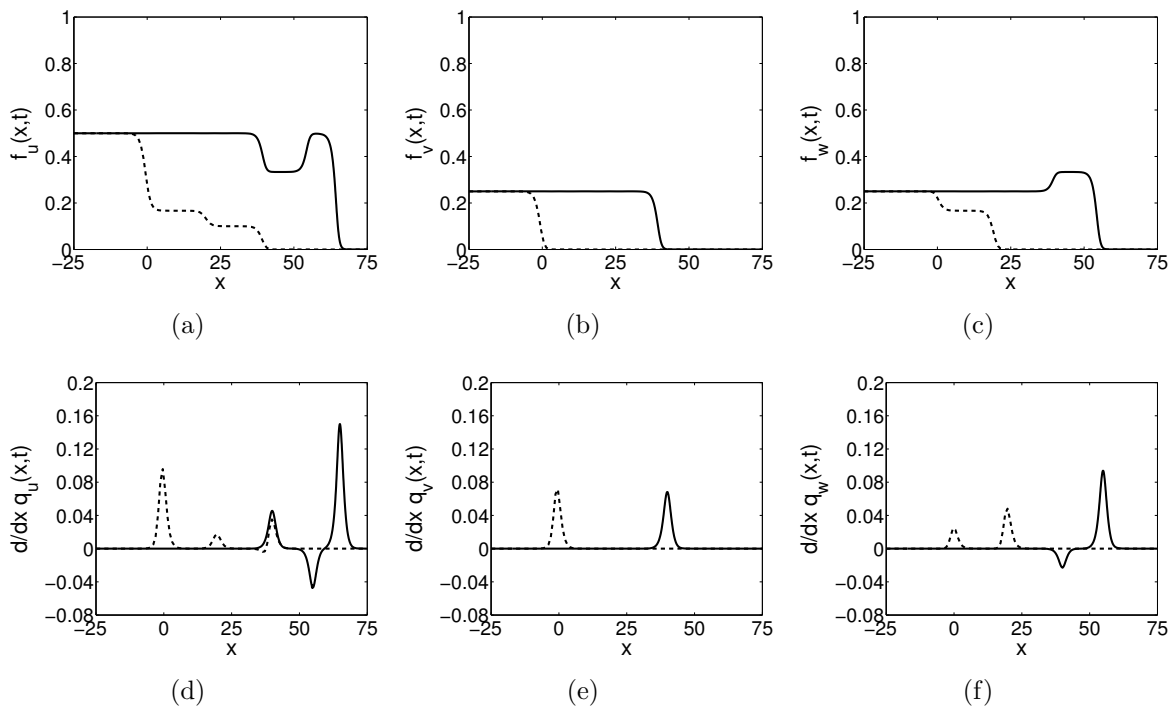 1
0.8
0.6
0.4
0.2
0
f_u(x,t)
−25 0 25 50 75
x
(a)
1
0.8
0.6
0.4
0.2
0
f_v(x,t)
−25 0 25 50 75
x
(b)
1
0.8
0.6
0.4
0.2
0
f_w(x,t)
−25 0 25 50 75
x
(c)
0.2
0.16
0.12
0.08
0.04
0
−0.04
−0.08
d/dx q_u(x,t)
−25 0 25 50 75
x
(d)
0.2
0.16
0.12
0.08
0.04
0
−0.04
−0.08
d/dx q_v(x,t)
−25 0 25 50 75
x
(e)
0.2
0.16
0.12
0.08
0.04
0
−0.04
−0.08
d/dx q_w(x,t)
−25 0 25 50 75
x
(f)